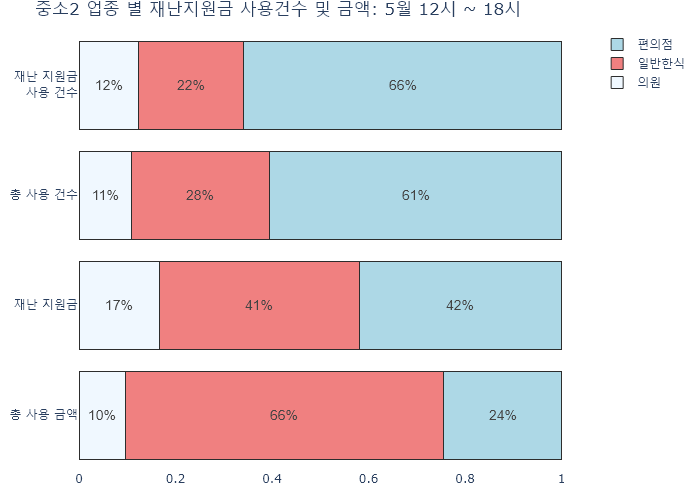 중소2 업종 별 재난지원금 사용건수 및 금액: 5월 12시 ~ 18시
편의점
일반한식
의원
재난 지원금
사용 건수
12% 22% 66%
총 사용 건수
11% 28% 61%
재난 지원금
17% 41% 42%
총 사용 금액
10% 66% 24%
0 0.2 0.4 0.6 0.8 1